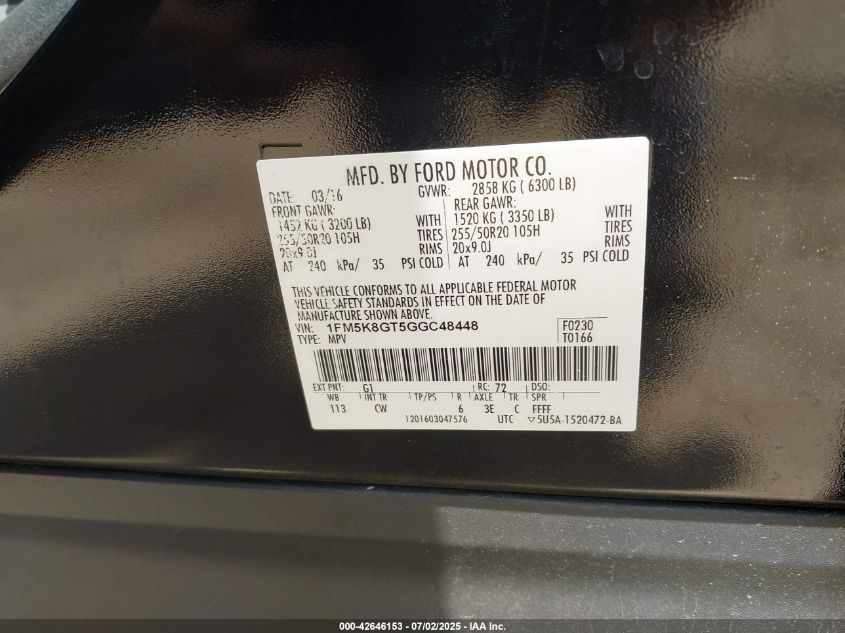 MFD. BY FORD MOTOR CO.
DATE: 03/16 GVWR: 2858 KG ( 6300 LB)
FRONT GAWR: REAR GAWR:
1452 KG ( 3200 LB) WITH 1520 KG ( 3350 LB) WITH
255/50R20 105H TIRES 255/50R20 105H TIRES
20x9.0J RIMS 20x9.0J RIMS
AT 240 kPa/ 35 PSI COLD AT 240 kPa/ 35 PSI COLD
THIS VEHICLE CONFORMS TO ALL APPLICABLE FEDERAL MOTOR
VEHICLE SAFETY STANDARDS IN EFFECT ON THE DATE OF
MANUFACTURE SHOWN ABOVE.
VIN: 1FM5K8GT5GGC48448 F0230
TYPE: MPV T0166
EXT PNT: G1 RC: 72 DSO:
WB INT TR TP/PS R AXLE TR SPR
113 CW 6 3E C FFFF
1201603047576 UTC ▽5U5A-1520472-BA
000-42646153 - 07/02/2025 - IAA Inc.